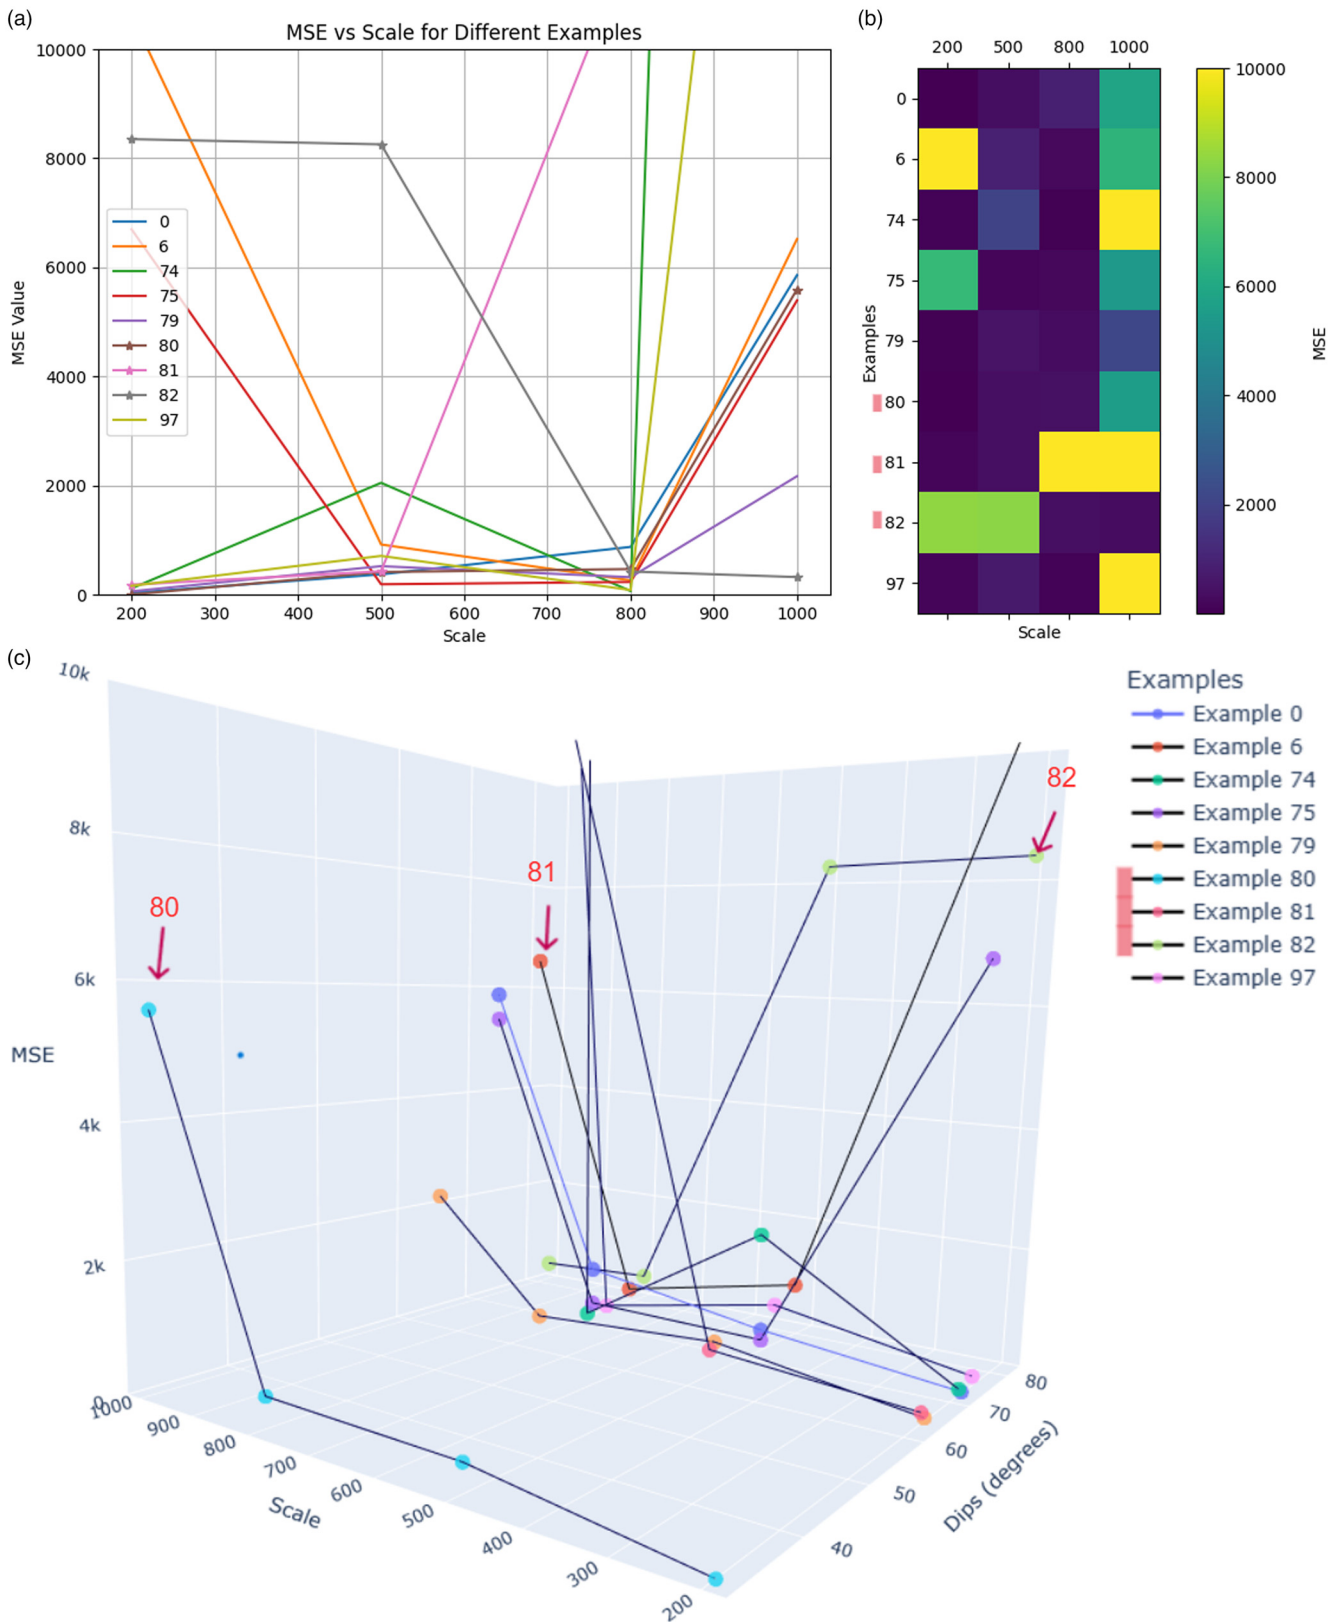 (a)
MSE vs Scale for Different Examples
10000
8000
6000
4000
2000
0
MSE Value
0
6
74
75
79
80
81
82
97
200 300 400 500 600 700 800 900 1000
Scale
(b)
200 500 800 1000
0
6
74
75
79
80
81
82
97
Examples
Scale
10000
8000
6000
4000
2000
MSE
(c)
10k
8k
6k
4k
2k
0
MSE
80
81
82
1000
900
800
700
600
500
400
300
200
Scale
40
50
60
70
80
Dips (degrees)
Examples
Example 0
Example 6
Example 74
Example 75
Example 79
Example 80
Example 81
Example 82
Example 97